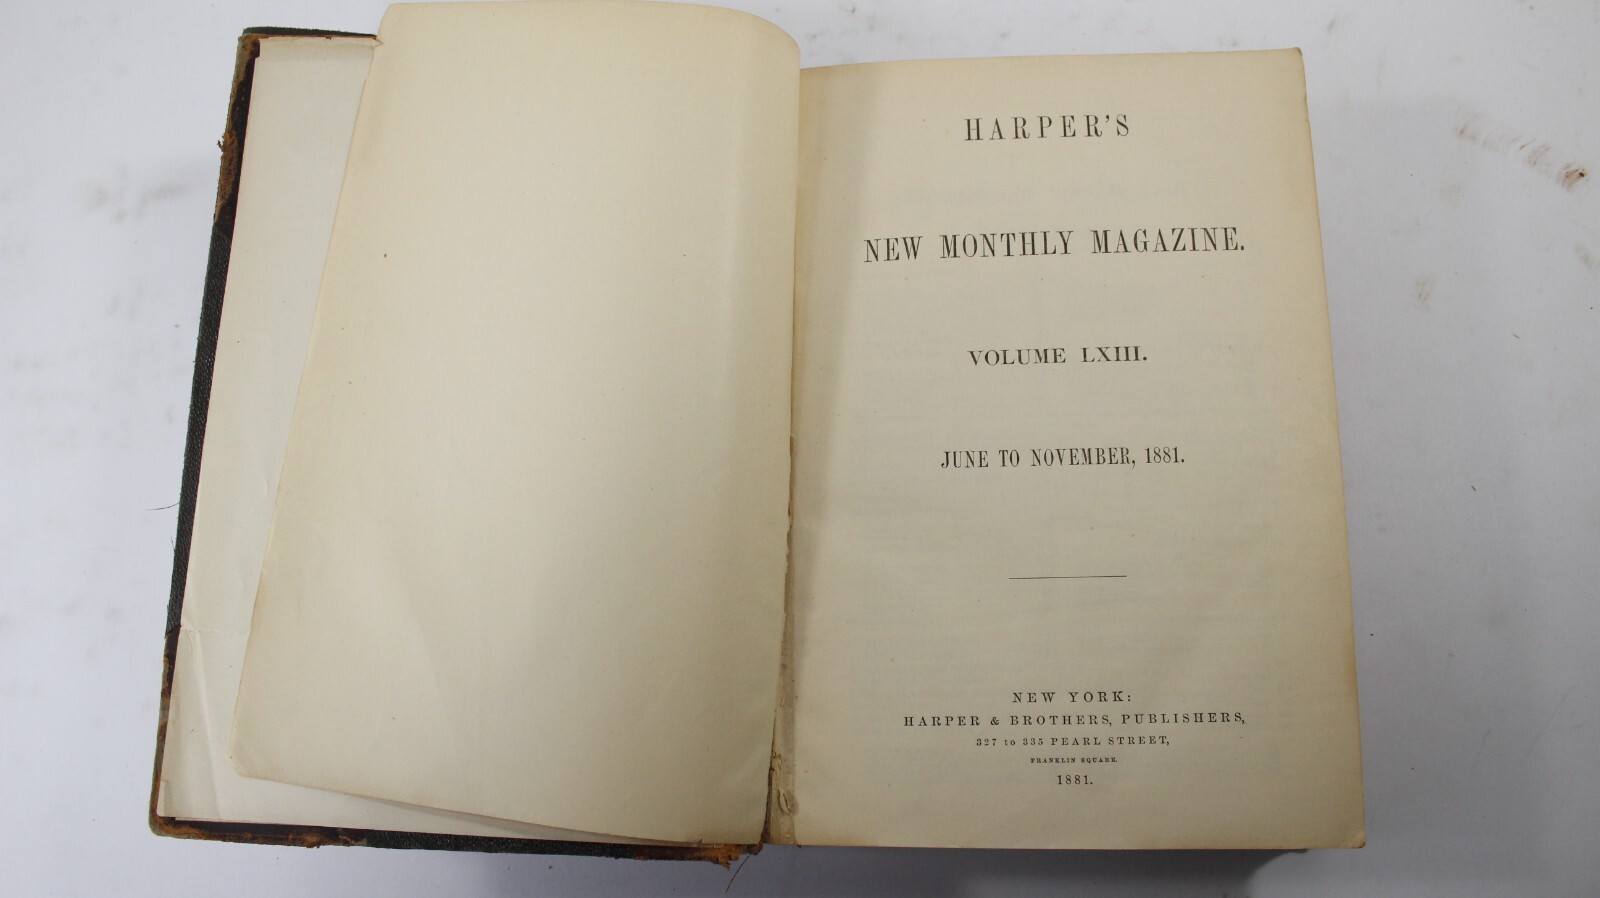 HARPER'S
NEW MONTHLY MAGAZINE.
VOLUME LXIII.
JUNE TO NOVEMBER, 1881.
NEW YORK:
HARPER & BROTHERS, PUBLISHERS,
327 to 335 PEARL STREET,
FRANKLIN SQUARE.
1881.